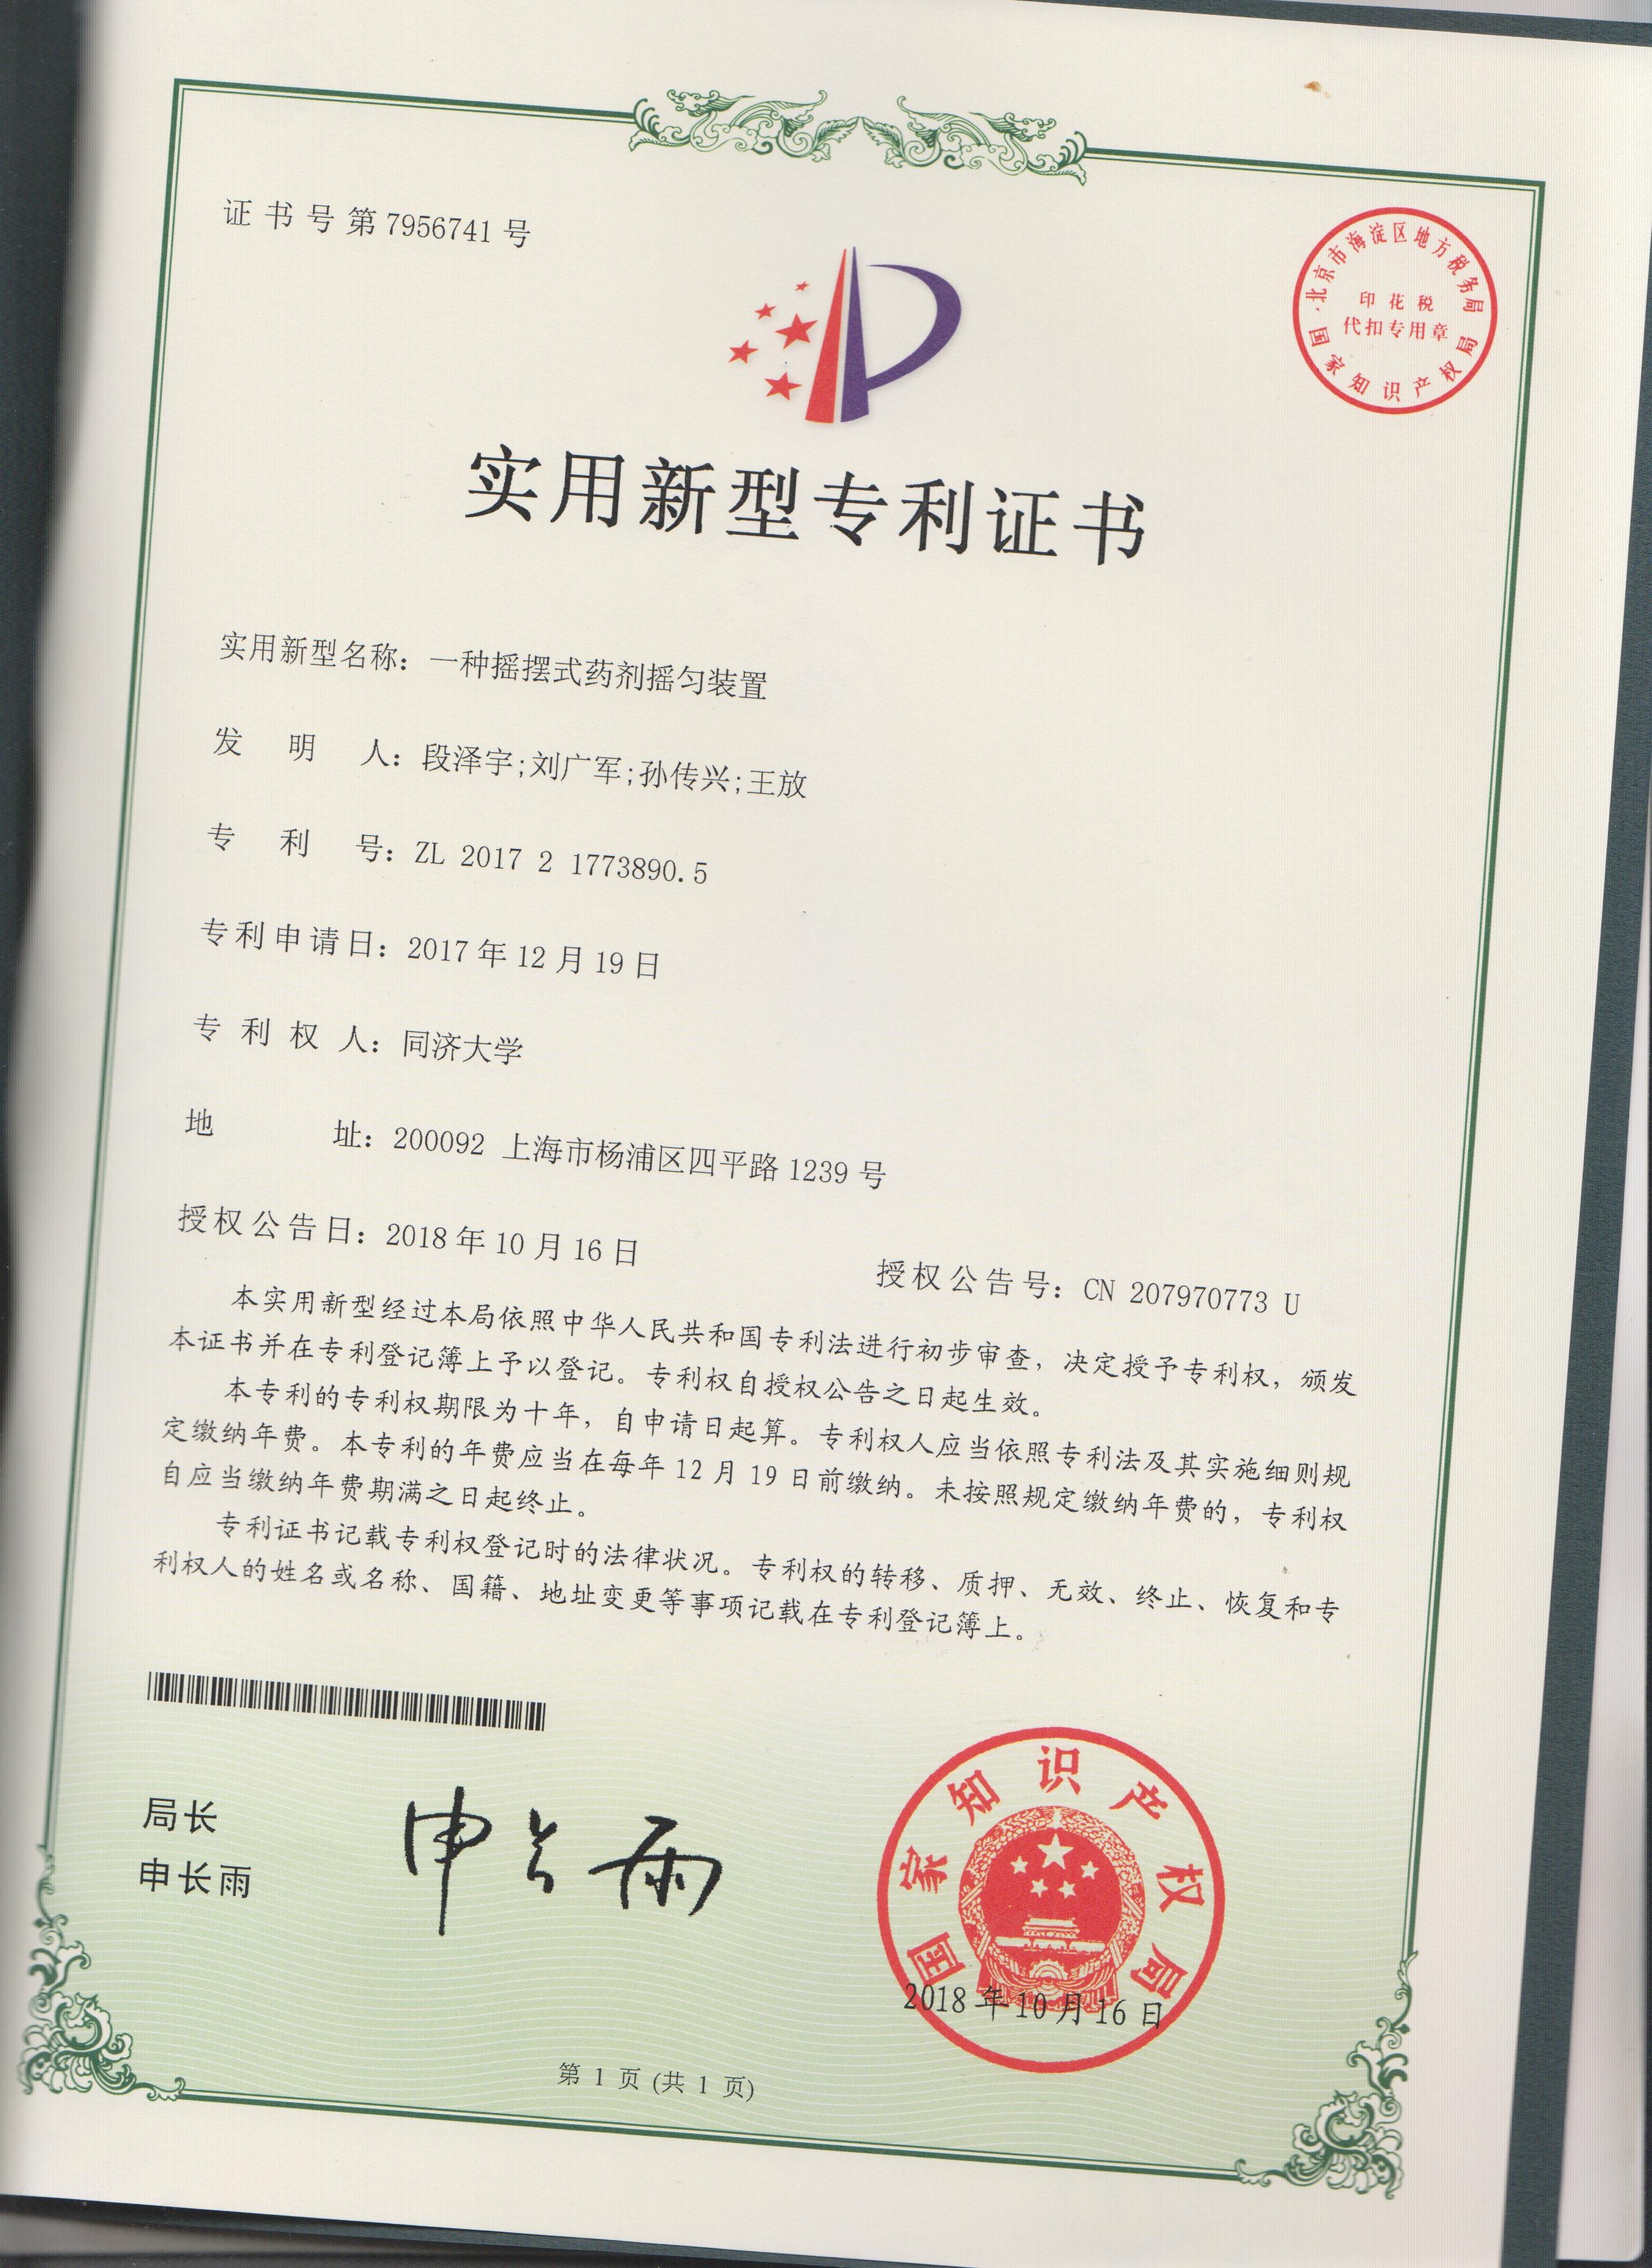 证书号第7956741号
北京市海淀区地方税务局
印花税
代扣专用章
国家知识产权局
实用新型专利证书
实用新型名称：一种摇摆式药剂摇匀装置
发明人：段泽宇;刘广军;孙传兴;王放
专利号：ZL 2017 2 1773890.5
专利申请日：2017年12月19日
专利权人：同济大学
地址：200092 上海市杨浦区四平路1239号
授权公告日：2018年10月16日
授权公告号：CN 207970773 U
本实用新型经过本局依照中华人民共和国专利法进行初步审查，决定授予专利权，颁发
本证书并在专利登记簿上予以登记。专利权自授权公告之日起生效。
本专利的专利权期限为十年，自申请日起算。专利权人应当依照专利法及其实施细则规
定缴纳年费。本专利的年费应当在每年12月19日前缴纳。未按照规定缴纳年费的，专利权
自应当缴纳年费期满之日起终止。
专利证书记载专利权登记时的法律状况。专利权的转移、质押、无效、终止、恢复和专
利权人的姓名或名称、国籍、地址变更等事项记载在专利登记簿上。
局长
申长雨
申长雨
国家知识产权局
2018年10月16日
第 1 页 (共 1 页)